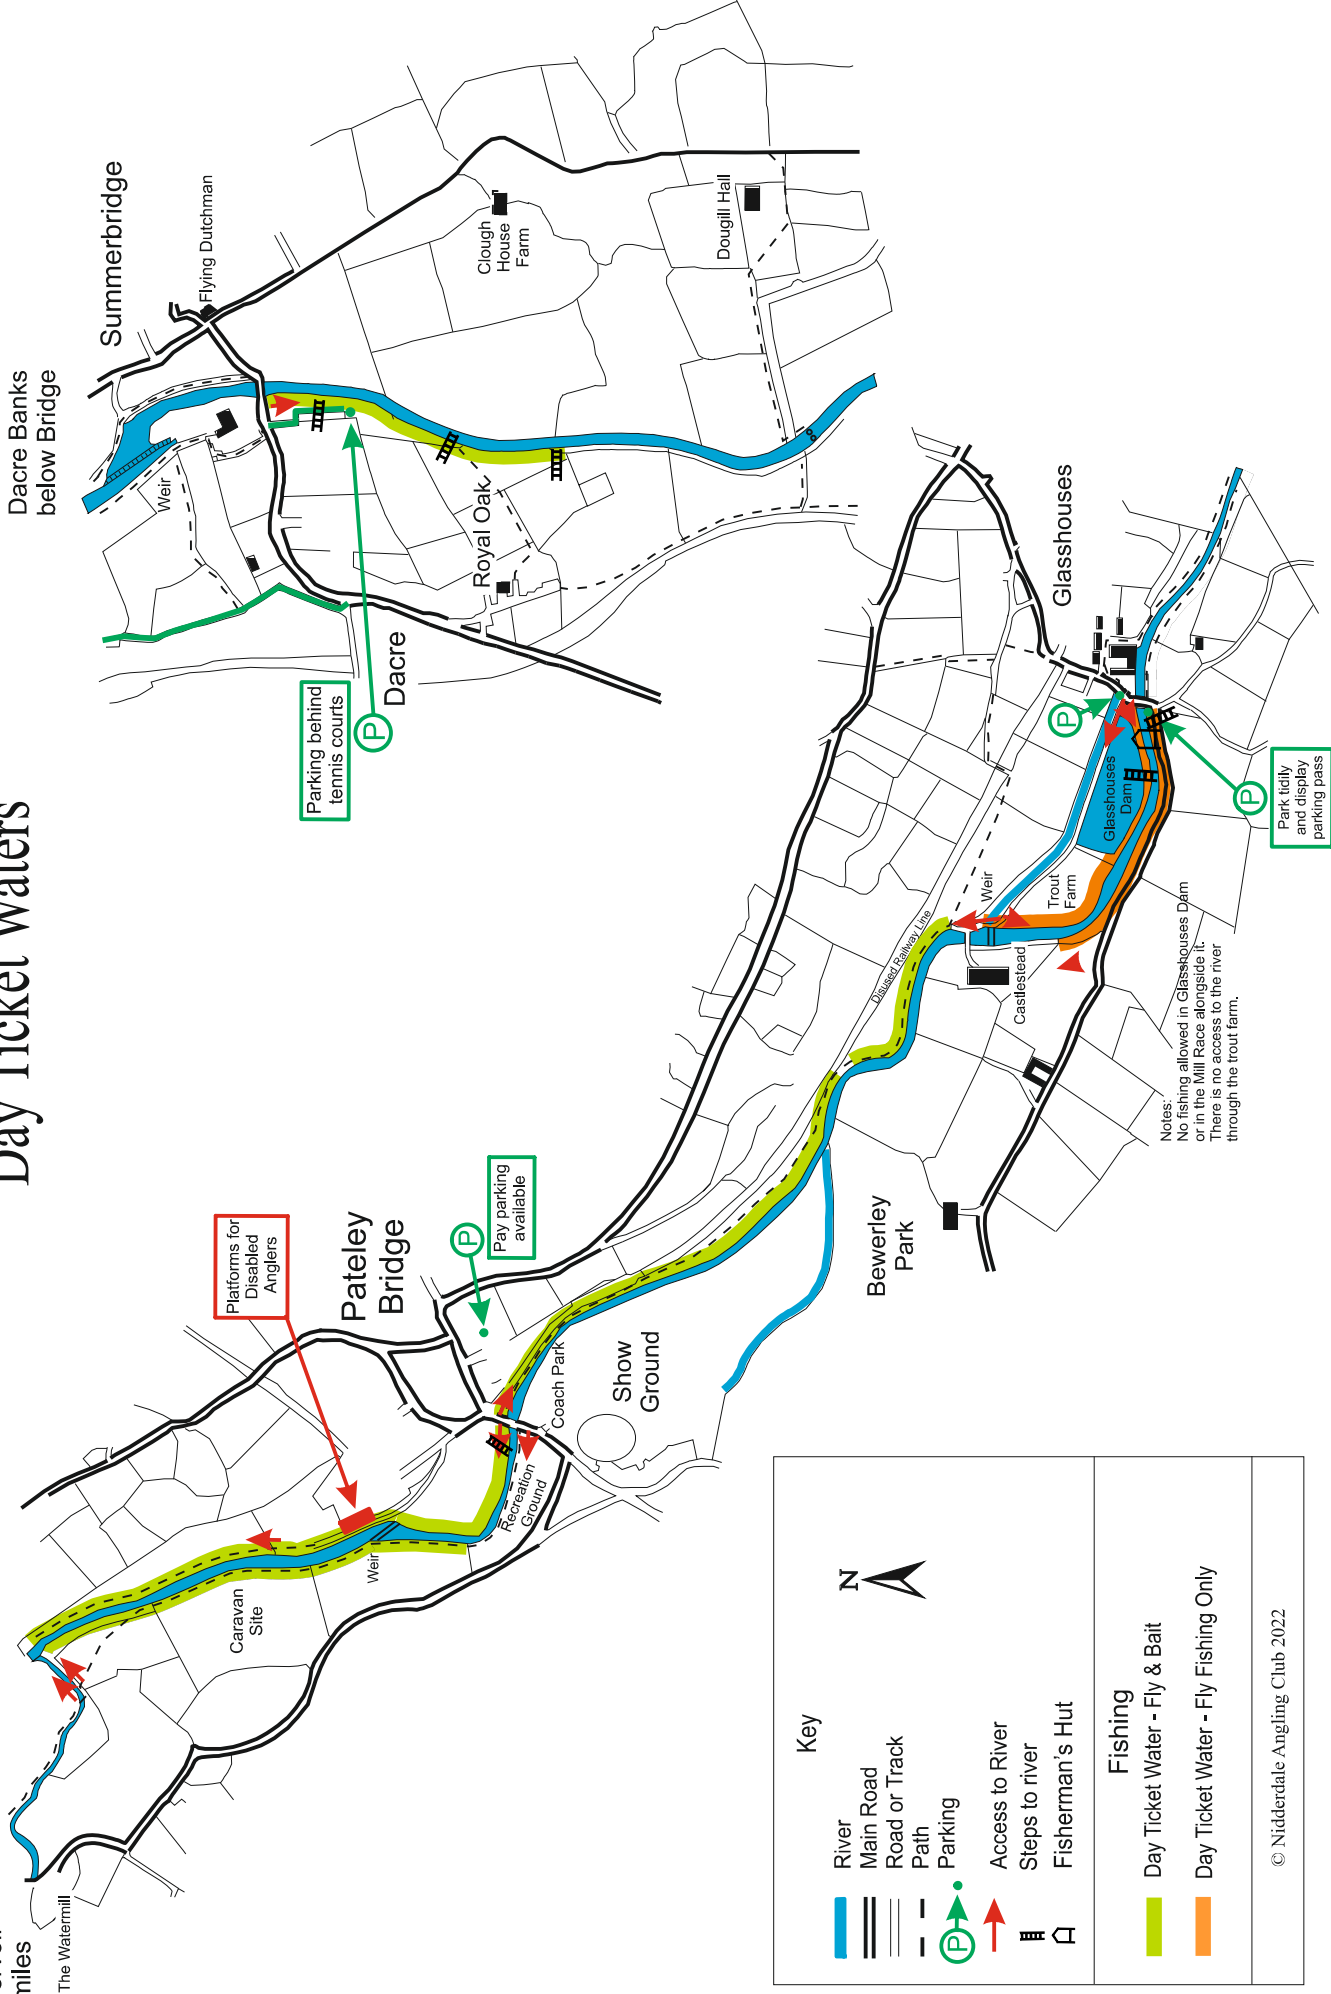 Day Ticket Waters
miles
The Watermill
Caravan
Site
Weir
Platforms for
Disabled
Anglers
Pateley
Bridge
Pay parking
available
P
Recreation
Ground
Coach Park
Show
Ground
Bewerley
Park
Disused Railway Line
Castlestead
Weir
Trout
Farm
Glasshouses
Dam
Glasshouses
P
P
Park tidily
and display
parking pass
Notes:
No fishing allowed in Glasshouses Dam
or in the Mill Race alongside it.
There is no access to the river
through the trout farm.
Dacre Banks
below Bridge
Summerbridge
Flying Dutchman
Weir
Clough
House
Farm
Dougill Hall
Royal Oak
Dacre
Parking behind
tennis courts
P
N
Key
River
Main Road
Road or Track
Path
P
Parking
Access to River
Steps to river
Fisherman's Hut
Fishing
Day Ticket Water - Fly & Bait
Day Ticket Water - Fly Fishing Only
© Nidderdale Angling Club 2022